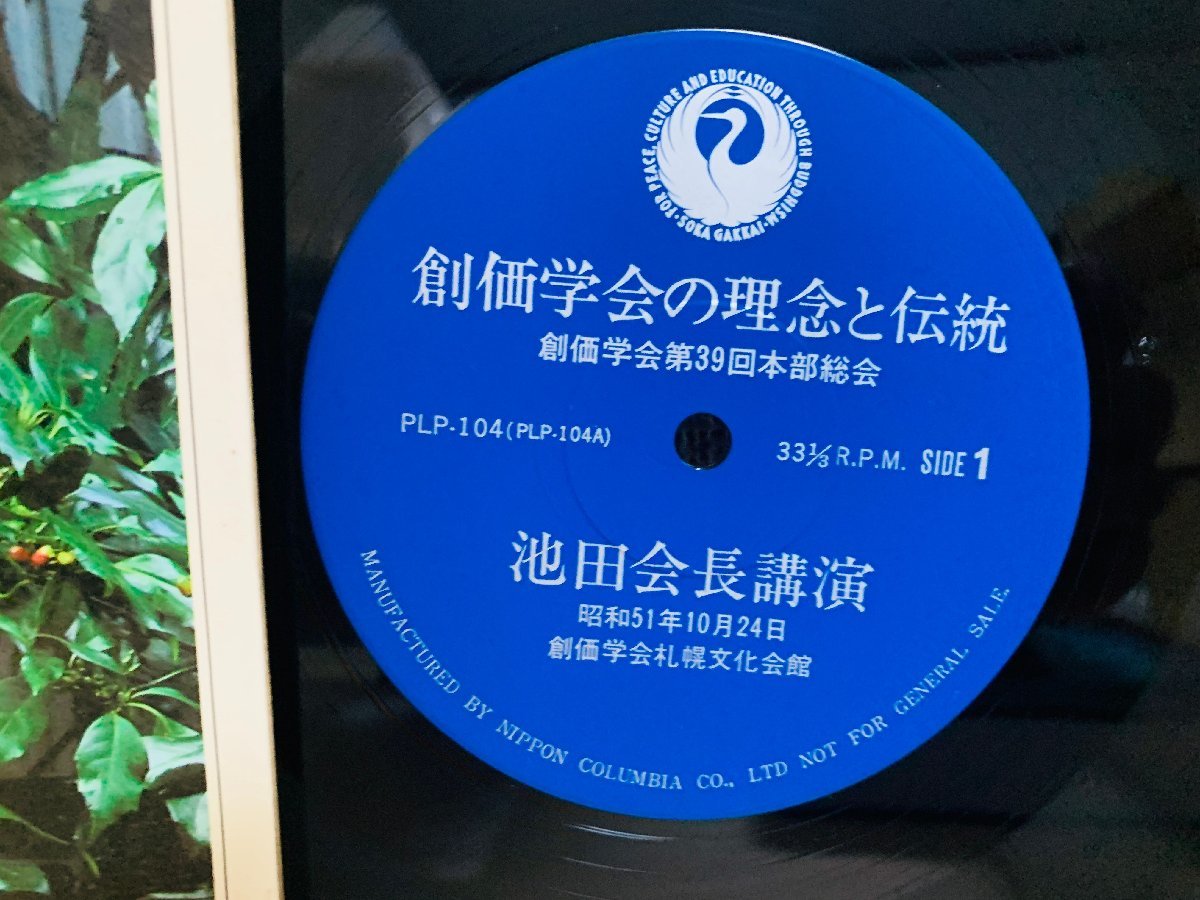 FOR PEACE, CULTURE AND EDUCATION THROUGH BUDDHISM・SOKA GAKKAI・
創価学会の理念と伝統
創価学会第39回本部総会
PLP-104(PLP-104A)
33⅓ R.P.M. SIDE 1
池田会長講演
昭和51年10月24日
創価学会札幌文化会館
MANUFACTURED BY NIPPON COLUMBIA CO., LTD NOT FOR GENERAL SALE.